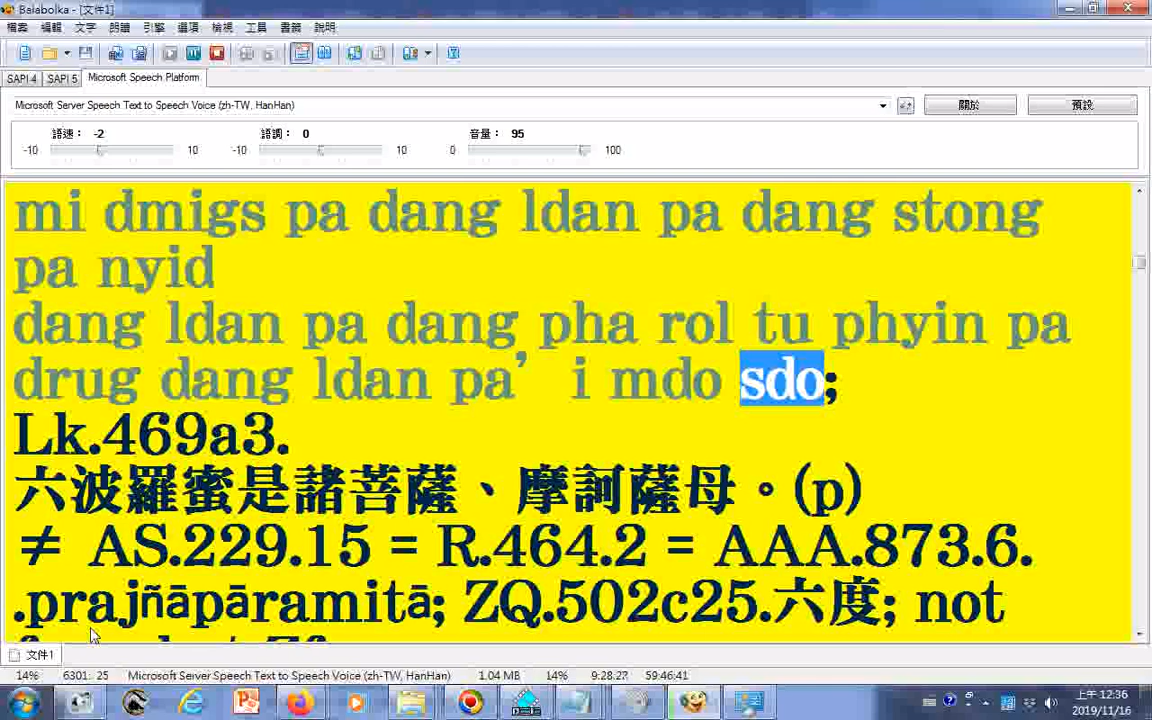 Balabolka - [文件1]
檔案 編輯 文字 朗讀 引擎 選項 檢視 工具 書籤 說明
SAPI 4 SAPI 5 Microsoft Speech Platform
Microsoft Server Speech Text to Speech Voice (zh-TW, HanHan) 關於 預設
語速： -2 語調： 0 音量： 95
-10 10 -10 10 0 100
mi dmigs pa dang ldan pa dang stong
pa nyid
dang ldan pa dang pha rol tu phyin pa
drug dang ldan pa’ i mdo sdo;
Lk.469a3.
六波羅蜜是諸菩薩、摩訶薩母。(p)
≠ AS.229.15 = R.464.2 = AAA.873.6.
.prajñāpāramitā; ZQ.502c25.六度; not
文件1
14% 6301: 25 Microsoft Server Speech Text to Speech Voice (zh-TW, HanHan) 1.04 MB 14% 9:28:27 59:46:41
上午 12:36
2019/11/16